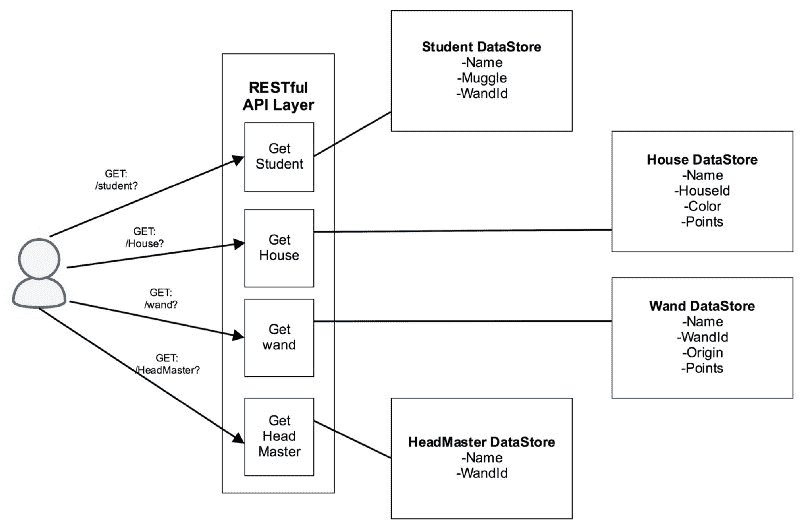 Student DataStore
-Name
-Muggle
-WandId
RESTful
API Layer
Get
Student
GET:
/student?
House DataStore
-Name
-HouseId
-Color
-Points
GET:
/House?
Get
House
Wand DataStore
-Name
-WandId
-Origin
-Points
GET:
/wand?
Get
wand
GET:
/HeadMaster?
Get
Head
Master
HeadMaster DataStore
-Name
-WandId